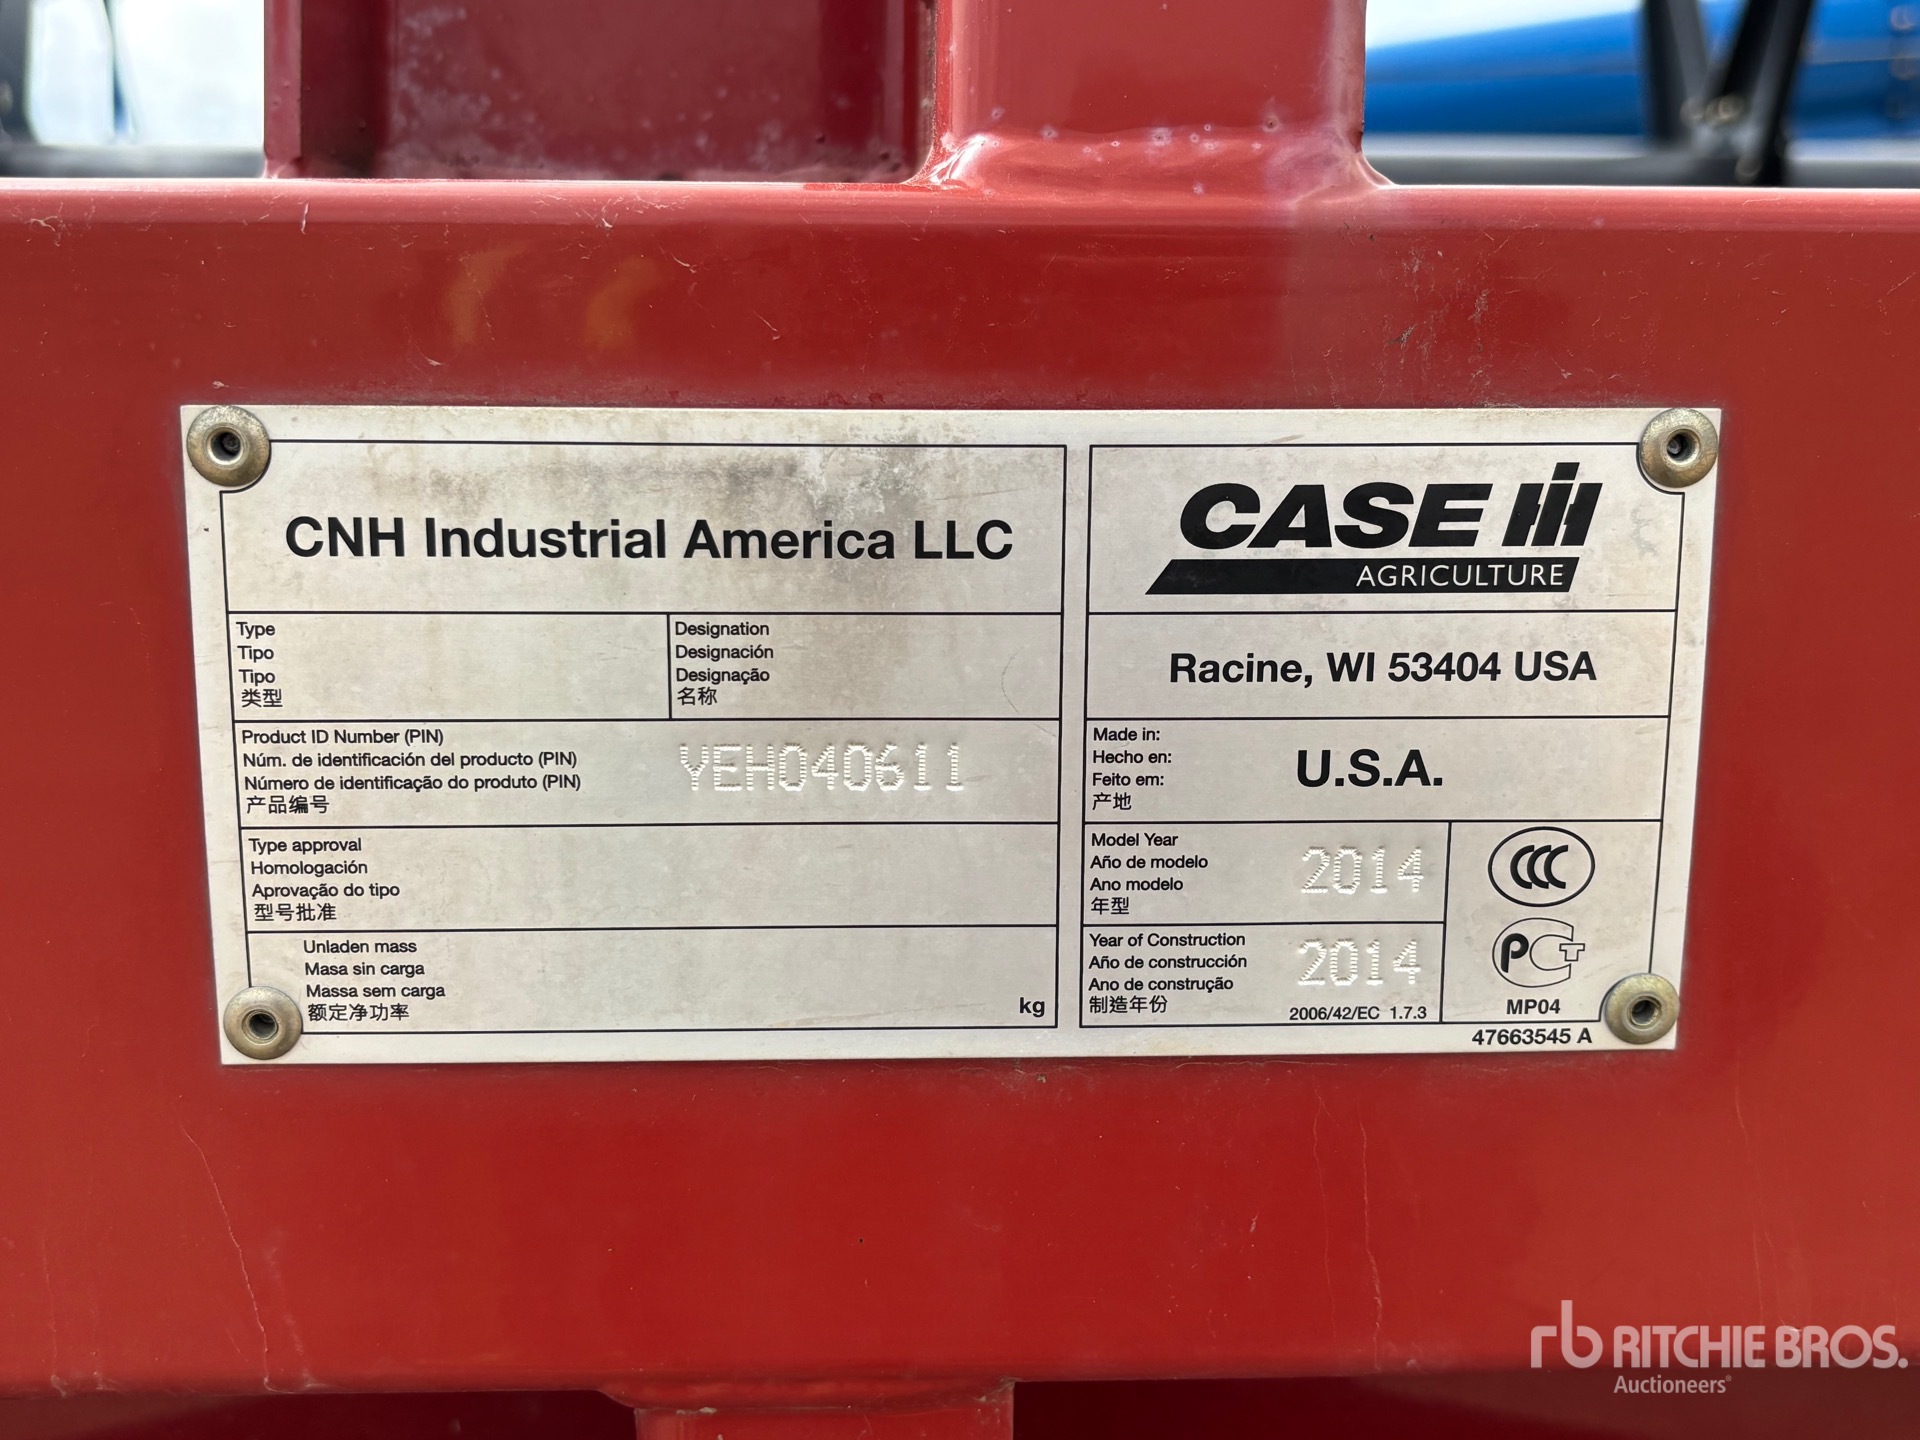 CNH Industrial America LLC
Type
Tipo
Tipo
类型
Designation
Designación
Designação
名称
Product ID Number (PIN)
Núm. de identificación del producto (PIN)
Número de identificação do produto (PIN)
产品编号
YEH040611
Type approval
Homologación
Aprovação do tipo
型号批准
Unladen mass
Masa sin carga
Massa sem carga
额定净功率
kg
CASE IH
AGRICULTURE
Racine, WI 53404 USA
Made in:
Hecho en:
Feito em:
产地
U.S.A.
Model Year
Año de modelo
Ano modelo
年型
2014
Year of Construction
Año de construcción
Ano de construção
制造年份
2014
2006/42/EC 1.7.3
CCC
PCT
MP04
47663545 A
rb RITCHIE BROS.
Auctioneers®